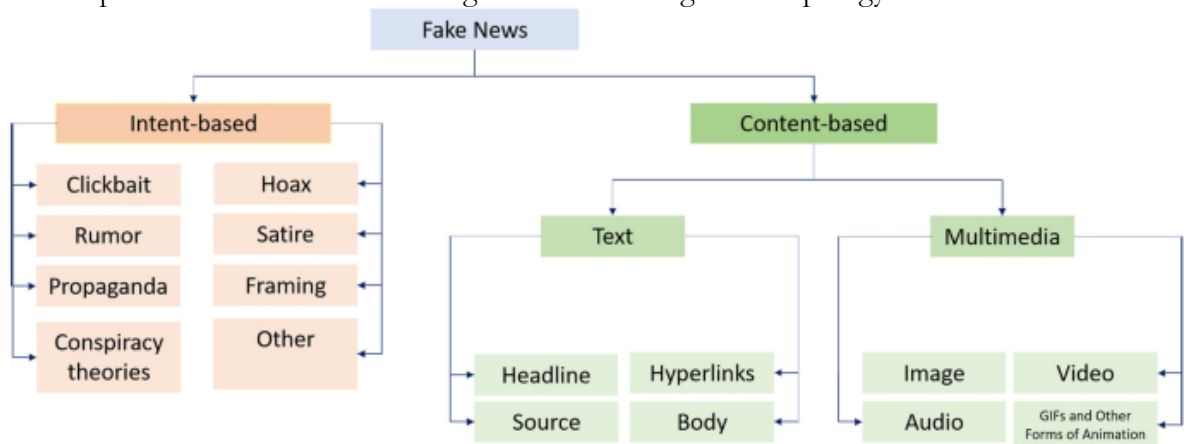 Fake News
Intent-based
Content-based
Clickbait
Hoax
Rumor
Satire
Propaganda
Framing
Conspiracy
theories
Other
Text
Multimedia
Headline
Hyperlinks
Source
Body
Image
Video
Audio
GIFs and Other
Forms of Animation